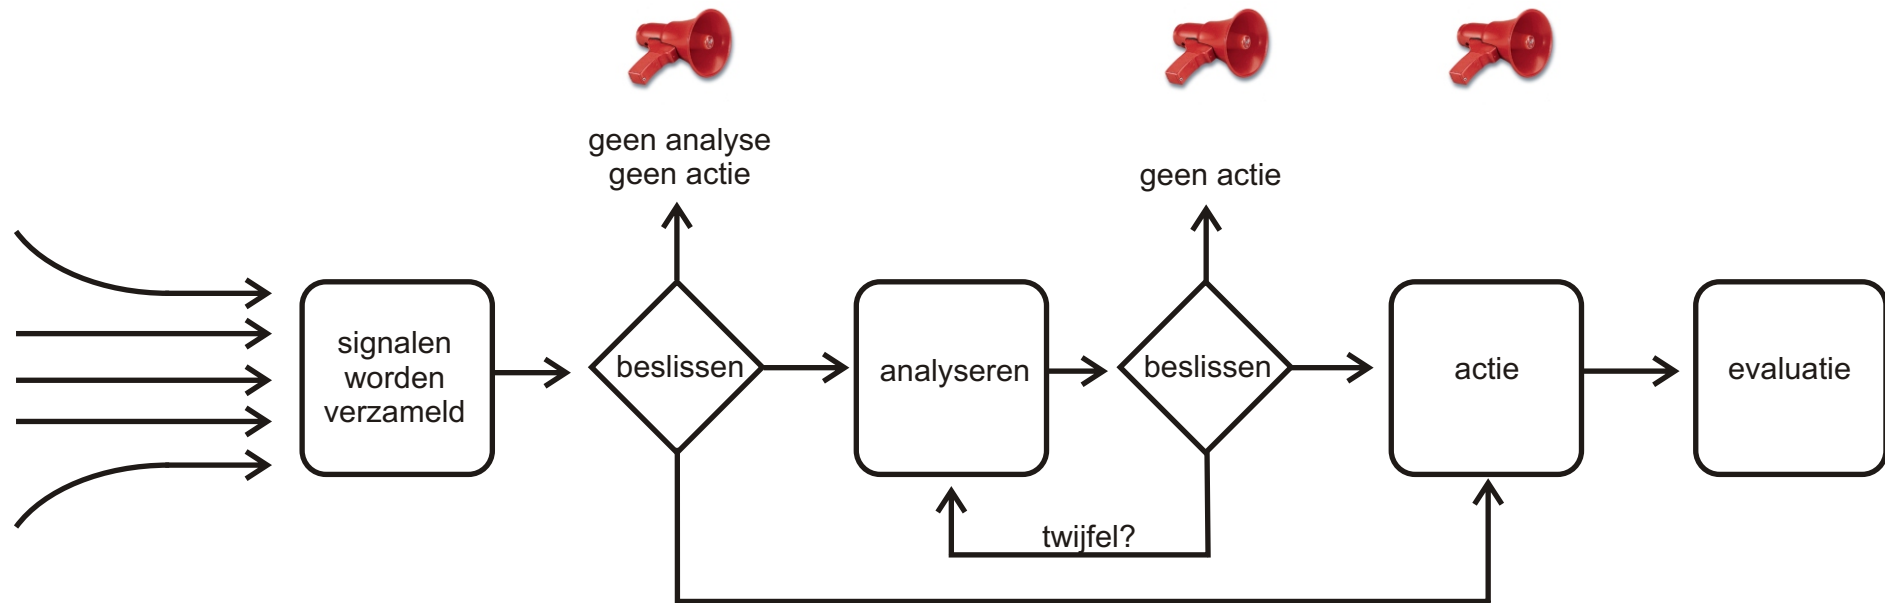 geen analyse
geen actie
geen actie
signalen
worden
verzameld
beslissen
analyseren
beslissen
actie
evaluatie
twijfel?